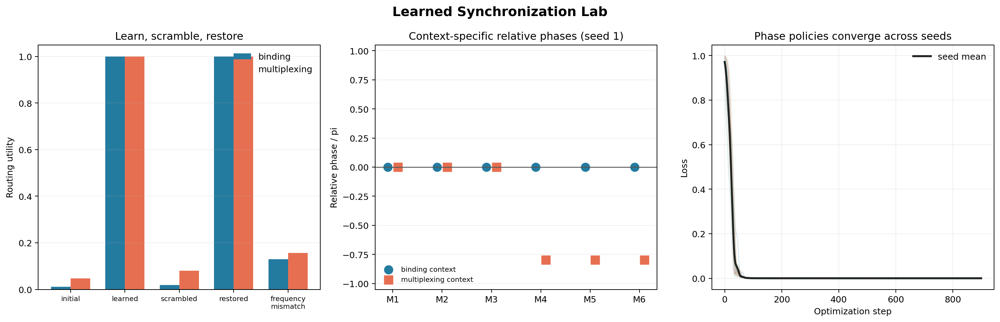 Learned Synchronization Lab
Learn, scramble, restore
Routing utility
1.0
0.8
0.6
0.4
0.2
0.0
binding
multiplexing
initial
learned
scrambled
restored
frequency
mismatch
Context-specific relative phases (seed 1)
Relative phase / pi
1.00
0.75
0.50
0.25
0.00
−0.25
−0.50
−0.75
−1.00
binding context
multiplexing context
M1
M2
M3
M4
M5
M6
Phase policies converge across seeds
Loss
1.0
0.8
0.6
0.4
0.2
0.0
seed mean
0
200
400
600
800
Optimization step